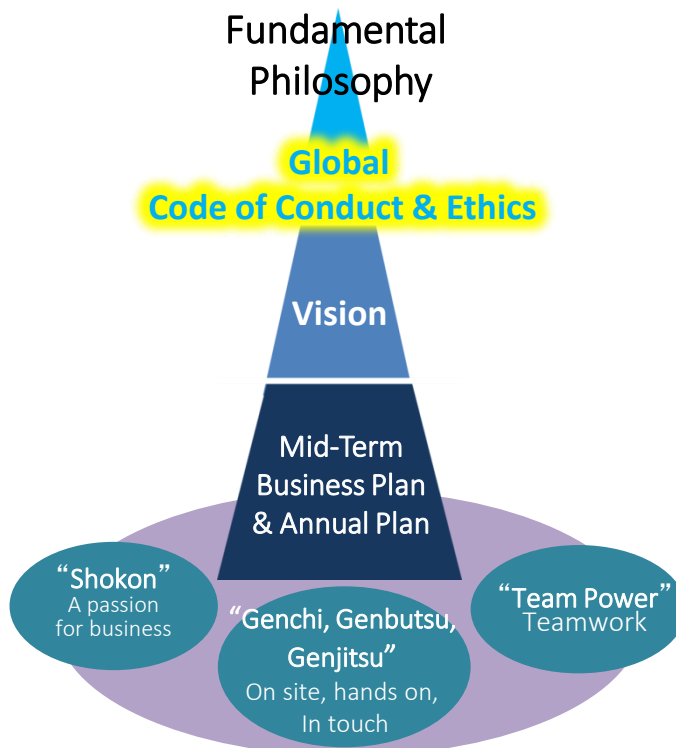 Fundamental
Philosophy
Global
Code of Conduct & Ethics
Vision
Mid-Term
Business Plan
& Annual Plan
“Shokon”
A passion
for business
“Genchi, Genbutsu,
Genjitsu”
On site, hands on,
In touch
“Team Power”
Teamwork